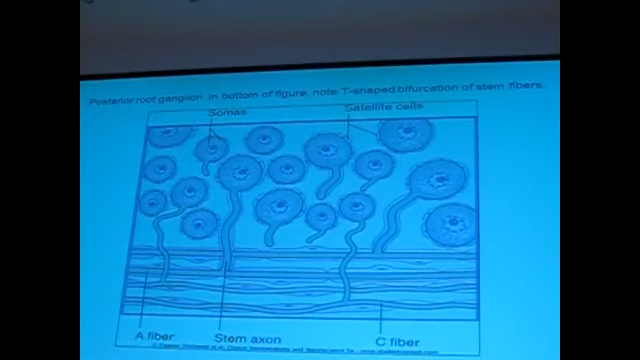 Posterior root ganglion. In bottom of figure, note T-shaped bifurcation of stem fibers.
Somas
Satellite cells
A fiber
Stem axon
C fiber